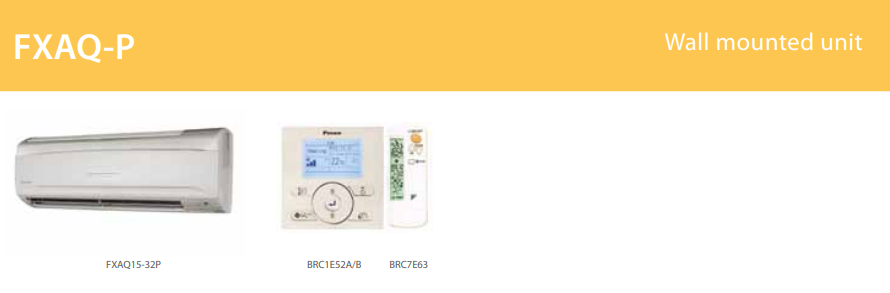 FXAQ-P
Wall mounted unit
FXAQ15-32P
BRC1E52A/B
BRC7E63